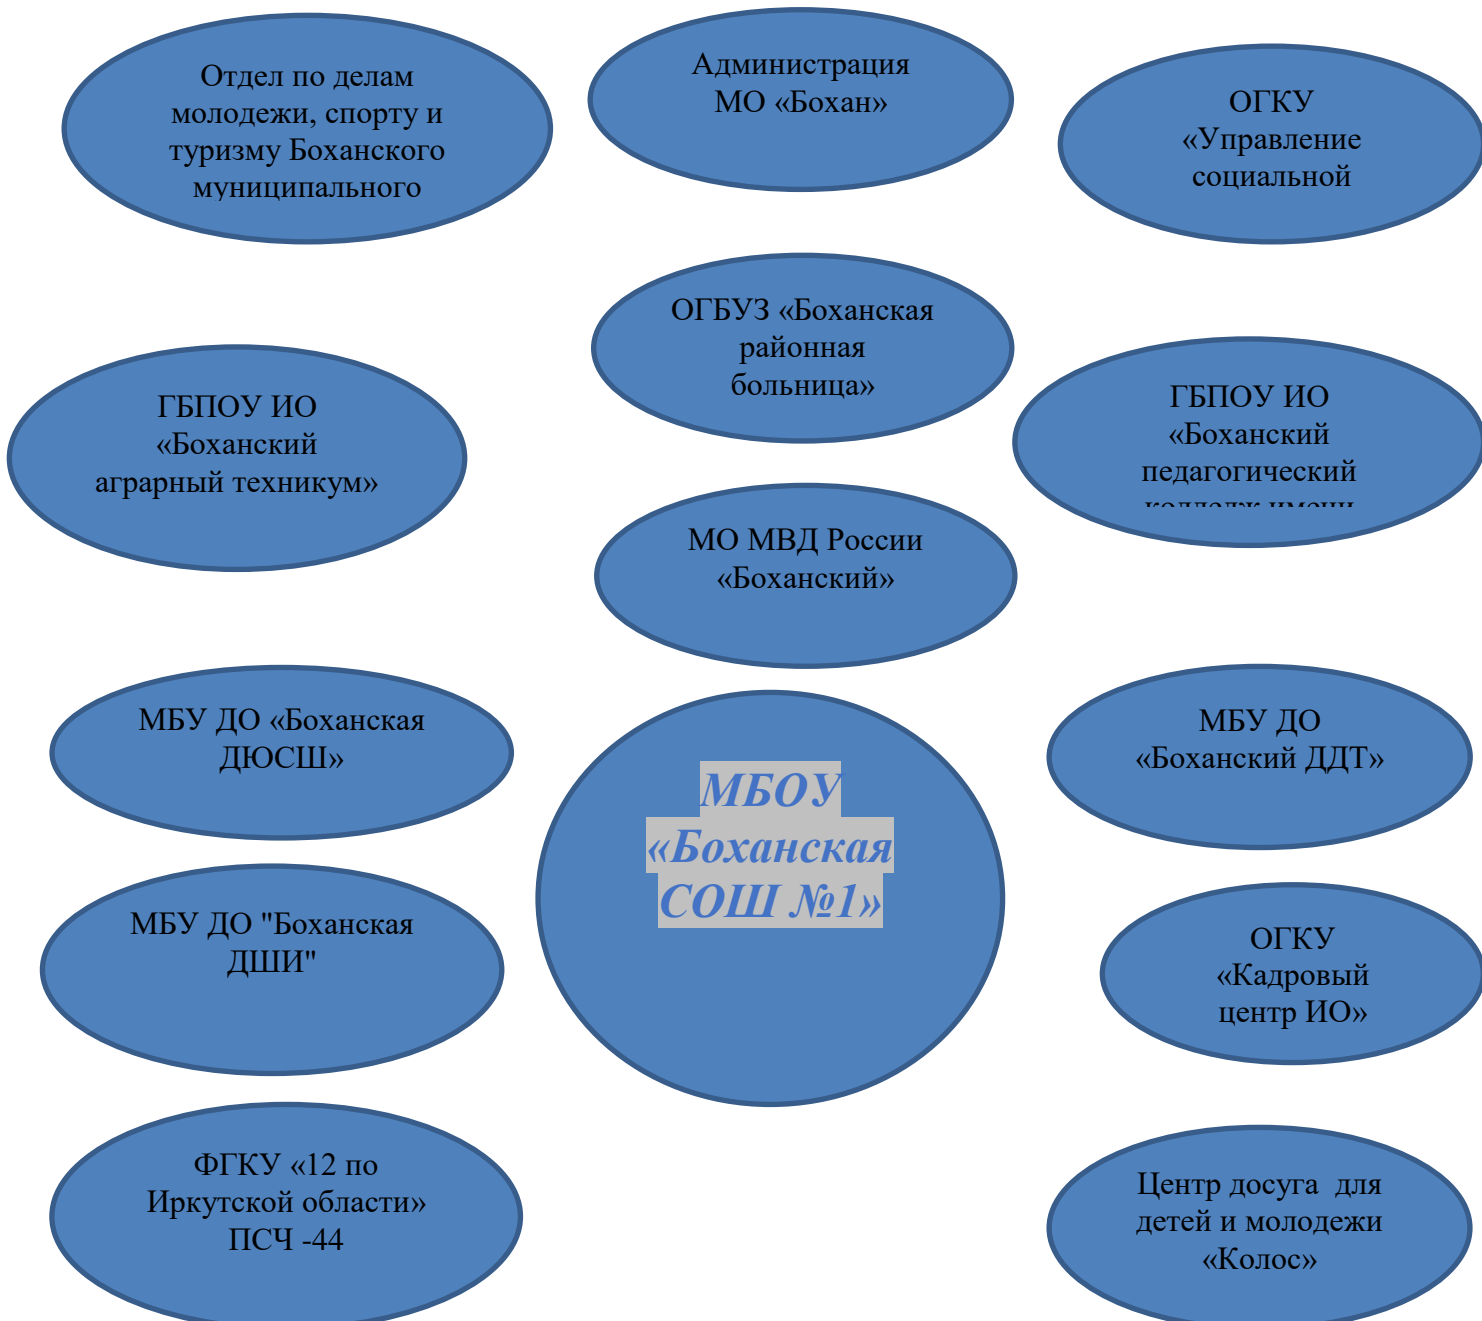 Отдел по делам
молодежи, спорту и
туризму Боханского
муниципального
Администрация
МО «Бохан»
ОГКУ
«Управление
социальной
ОГБУЗ «Боханская
районная
больница»
ГБПОУ ИО
«Боханский
аграрный техникум»
ГБПОУ ИО
«Боханский
педагогический
колледж имени
МО МВД России
«Боханский»
МБУ ДО «Боханская
ДЮСШ»
МБОУ
«Боханская
СОШ №1»
МБУ ДО
«Боханский ДДТ»
МБУ ДО "Боханская
ДШИ"
ОГКУ
«Кадровый
центр ИО»
ФГКУ «12 по
Иркутской области»
ПСЧ -44
Центр досуга для
детей и молодежи
«Колос»